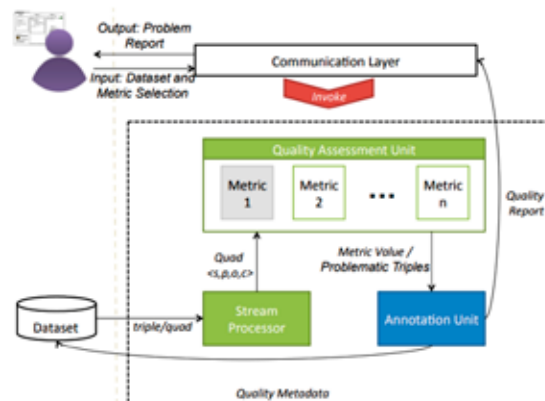 Output: Problem
Report
Input: Dataset and
Metric Selection
Communication Layer
Invoke
Quality Assessment Unit
Metric
1
Metric
2
...
Metric
n
Quality
Report
Quad
<s,p,o,c>
Metric Value /
Problematic Triples
Dataset
triple/quad
Stream
Processor
Annotation Unit
Quality Metadata